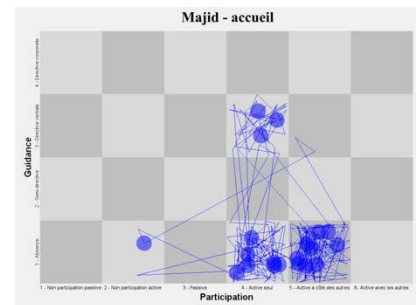 Majid - accueil
4 - Directive corporelle
3 - Directive verbale
2 - Semi-directive
1 - Absence
Guidance
1 - Non participation passive 2 - Non participation active 3 - Passive 4 - Active seul 5 - Active à côté des autres 6 - Active avec les autres
Participation